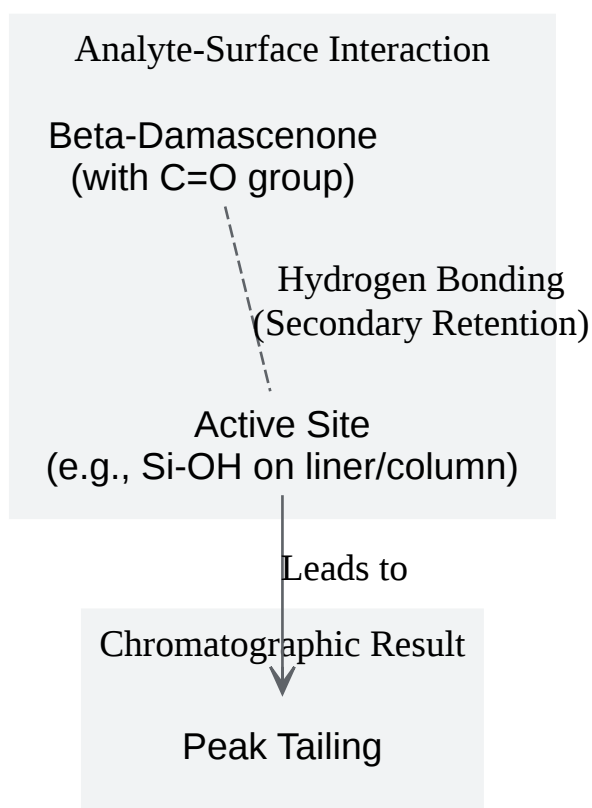 Analyte-Surface Interaction
Beta-Damascenone
(with C=O group)
Hydrogen Bonding
(Secondary Retention)
Active Site
(e.g., Si-OH on liner/column)
Leads to
Chromatographic Result
Peak Tailing